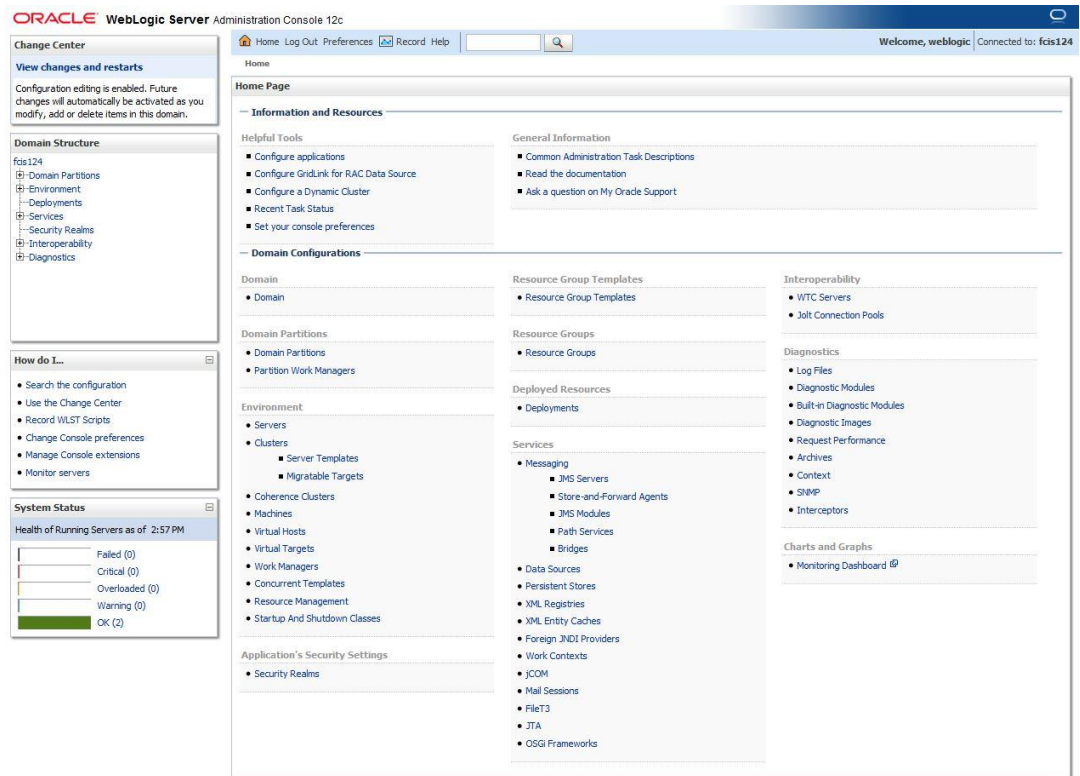 ORACLE WebLogic Server Administration Console 12c
Change Center
View changes and restarts
Configuration editing is enabled. Future
changes will automatically be activated as you
modify, add or delete items in this domain.
Domain Structure
fcis124
Domain Partitions
Environment
Deployments
Services
Security Realms
Interoperability
Diagnostics
How do I...
Search the configuration
Use the Change Center
Record WLST Scripts
Change Console preferences
Manage Console extensions
Monitor servers
System Status
Health of Running Servers as of 2:57 PM
Failed (0)
Critical (0)
Overloaded (0)
Warning (0)
OK (2)
Home Log Out Preferences Record Help
Welcome, weblogic Connected to: fcis124
Home
Home Page
Information and Resources
Helpful Tools
Configure applications
Configure GridLink for RAC Data Source
Configure a Dynamic Cluster
Recent Task Status
Set your console preferences
General Information
Common Administration Task Descriptions
Read the documentation
Ask a question on My Oracle Support
Domain Configurations
Domain
Domain
Domain Partitions
Domain Partitions
Partition Work Managers
Environment
Servers
Clusters
Server Templates
Migratable Targets
Coherence Clusters
Machines
Virtual Hosts
Virtual Targets
Work Managers
Concurrent Templates
Resource Management
Startup And Shutdown Classes
Application's Security Settings
Security Realms
Resource Group Templates
Resource Group Templates
Resource Groups
Resource Groups
Deployed Resources
Deployments
Services
Messaging
JMS Servers
Store-and-Forward Agents
JMS Modules
Path Services
Bridges
Data Sources
Persistent Stores
XML Registries
XML Entity Caches
Foreign JNDI Providers
Work Contexts
jCOM
Mail Sessions
FileT3
JTA
OSGi Frameworks
Interoperability
WTC Servers
Jolt Connection Pools
Diagnostics
Log Files
Diagnostic Modules
Built-in Diagnostic Modules
Diagnostic Images
Request Performance
Archives
Context
SNMP
Interceptors
Charts and Graphs
Monitoring Dashboard